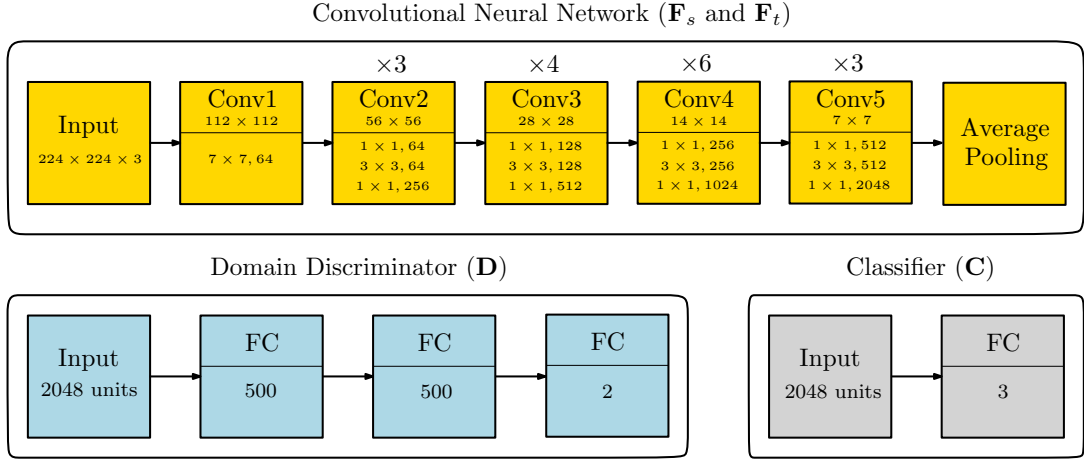 Convolutional Neural Network (Fₛ and Fₜ)
×3
×4
×6
×3
Input
224 × 224 × 3
Conv1
112 × 112
7 × 7, 64
Conv2
56 × 56
1 × 1, 64
3 × 3, 64
1 × 1, 256
Conv3
28 × 28
1 × 1, 128
3 × 3, 128
1 × 1, 512
Conv4
14 × 14
1 × 1, 256
3 × 3, 256
1 × 1, 1024
Conv5
7 × 7
1 × 1, 512
3 × 3, 512
1 × 1, 2048
Average
Pooling
Domain Discriminator (D)
Input
2048 units
FC
500
FC
500
FC
2
Classifier (C)
Input
2048 units
FC
3